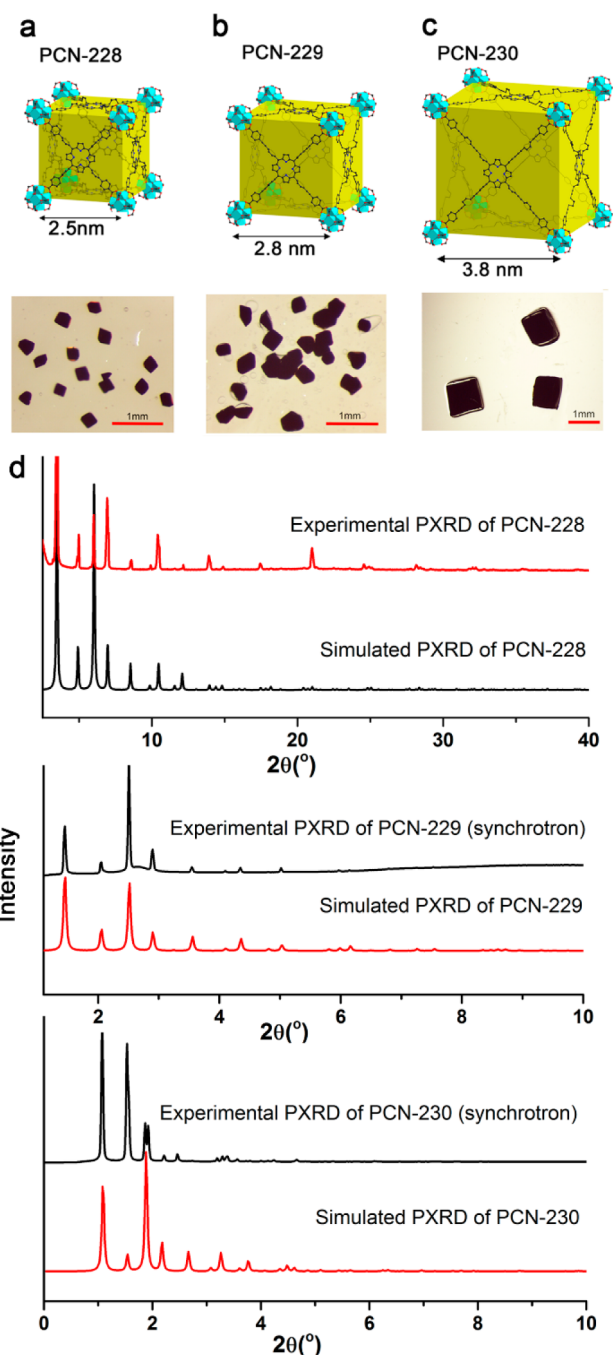 a
PCN-228
b
PCN-229
c
PCN-230
2.5nm
2.8 nm
3.8 nm
1mm
1mm
1mm
d
Experimental PXRD of PCN-228
Simulated PXRD of PCN-228
10 20 30 40
2θ(°)
Intensity
Experimental PXRD of PCN-229 (synchrotron)
Simulated PXRD of PCN-229
2 4 6 8 10
2θ(°)
Experimental PXRD of PCN-230 (synchrotron)
Simulated PXRD of PCN-230
0 2 4 6 8 10
2θ(°)